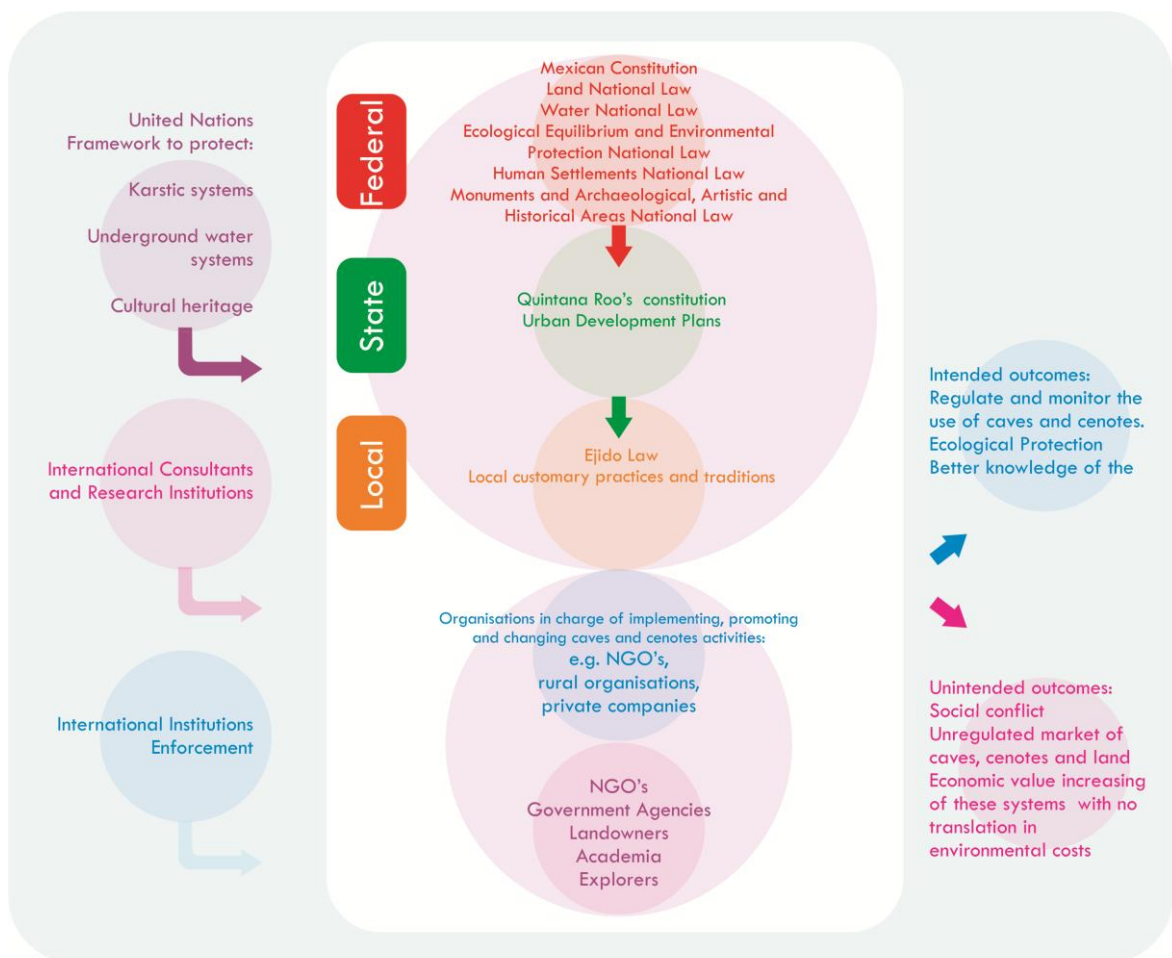 United Nations
Framework to protect:
Karstic systems
Underground water
systems
Cultural heritage
International Consultants
and Research Institutions
International Institutions
Enforcement
Federal
Mexican Constitution
Land National Law
Water National Law
Ecological Equilibrium and Environmental
Protection National Law
Human Settlements National Law
Monuments and Archaeological, Artistic and
Historical Areas National Law
State
Quintana Roo's constitution
Urban Development Plans
Local
Ejido Law
Local customary practices and traditions
Organisations in charge of implementing, promoting
and changing caves and cenotes activities:
e.g. NGO's,
rural organisations,
private companies
NGO's
Government Agencies
Landowners
Academia
Explorers
Intended outcomes:
Regulate and monitor the
use of caves and cenotes.
Ecological Protection
Better knowledge of the
Unintended outcomes:
Social conflict
Unregulated market of
caves, cenotes and land
Economic value increasing
of these systems with no
translation in
environmental costs